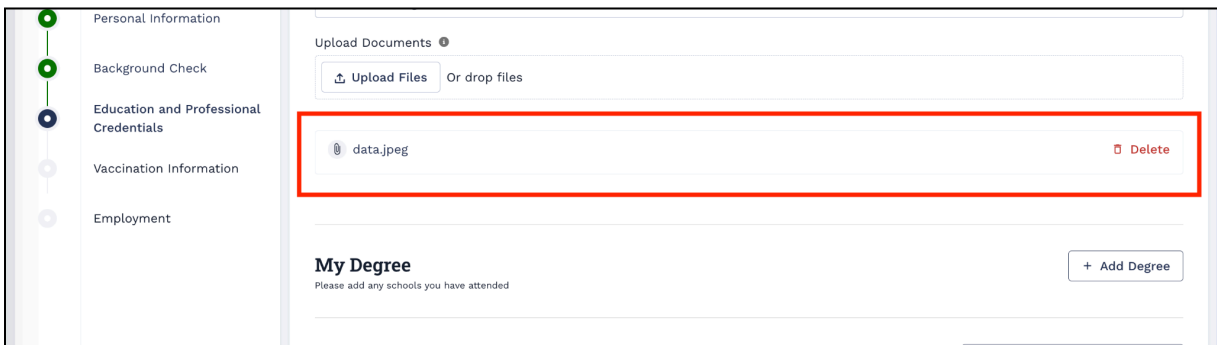 Personal Information
Background Check
Education and Professional
Credentials
Vaccination Information
Employment
Upload Documents
Upload Files Or drop files
data.jpeg Delete
My Degree + Add Degree
Please add any schools you have attended